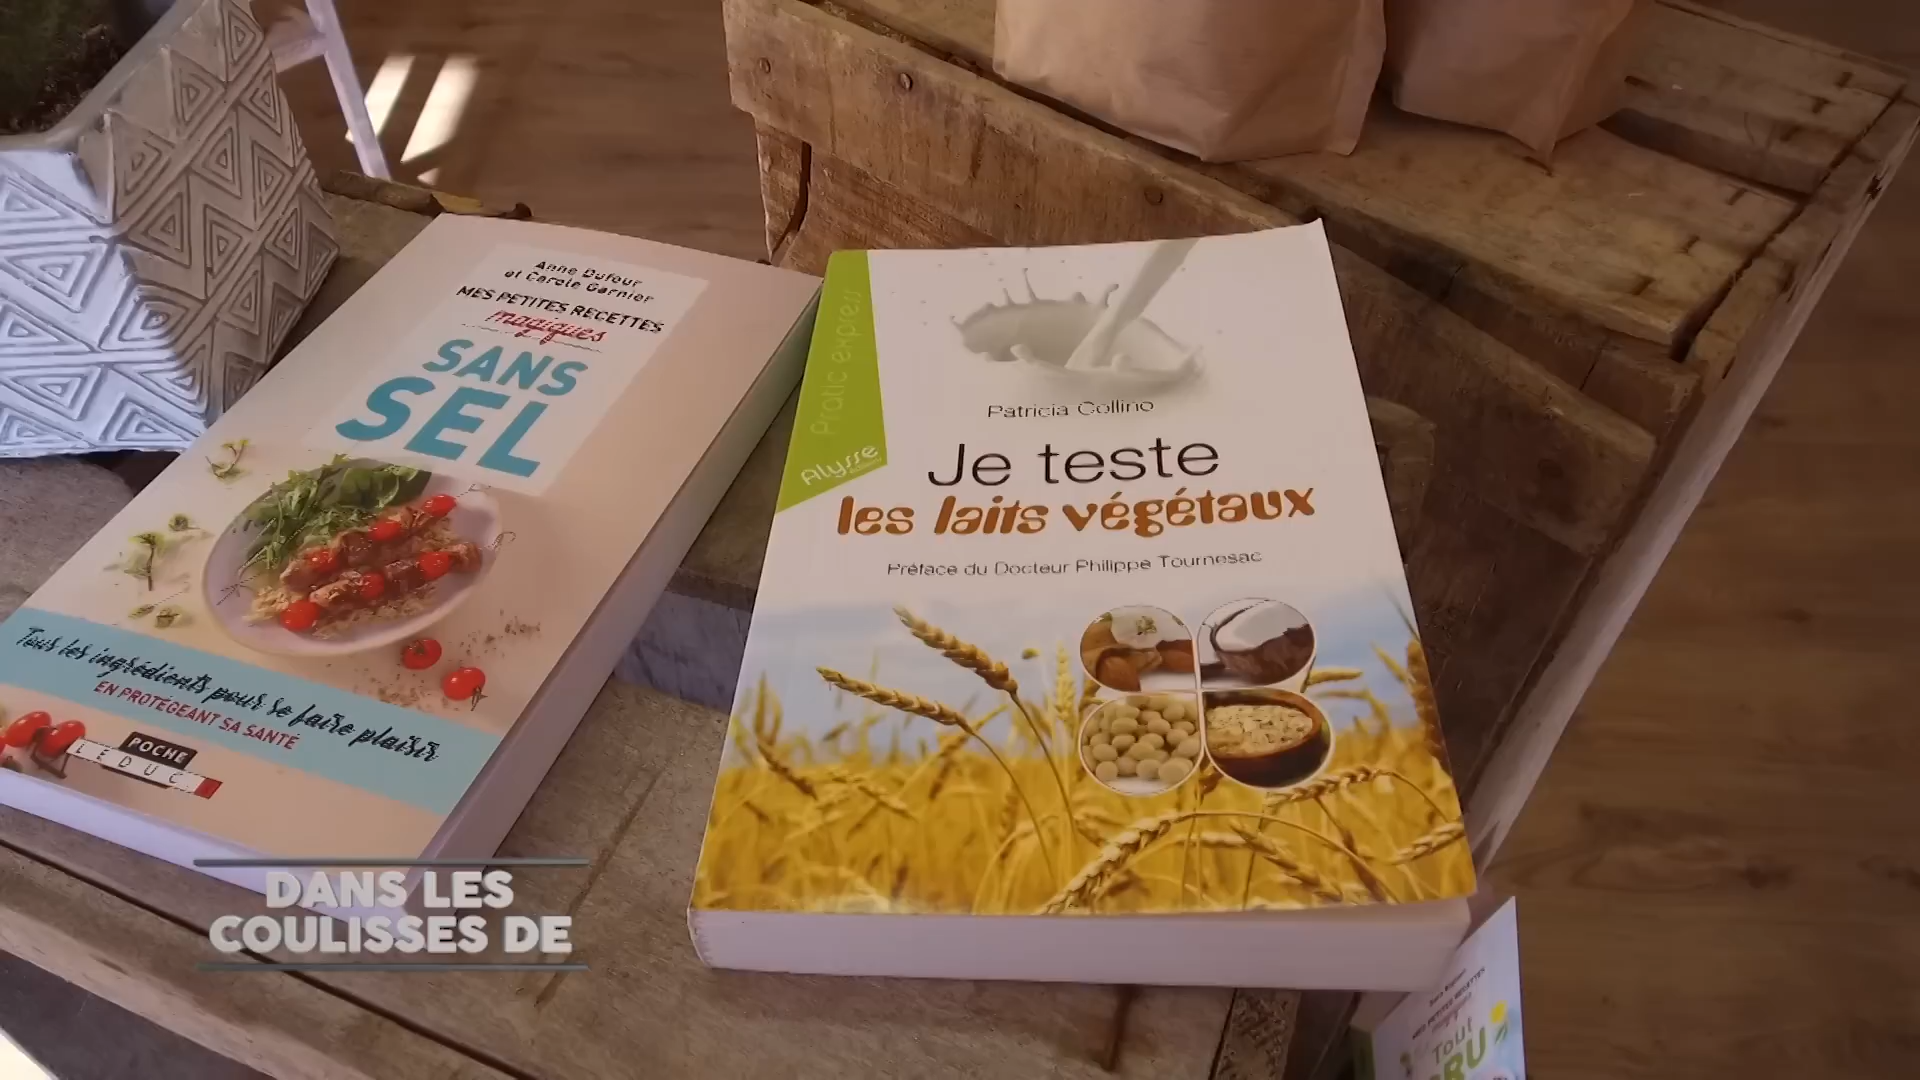 Anne Dufour
et Carole Garnier
MES PETITES RECETTES
magiques
SANS
SEL
Tous les ingrédients pour se faire plaisir
EN PROTÉGEANT SA SANTÉ
POCHE
LEDUC
Pratic express
Alysse
éditions
Patricia Collino
Je teste
les laits végétaux
Préface du Docteur Philippe Tournesac
DANS LES
COULISSES DE
MES PETITES RECETTES
magiques
Tout